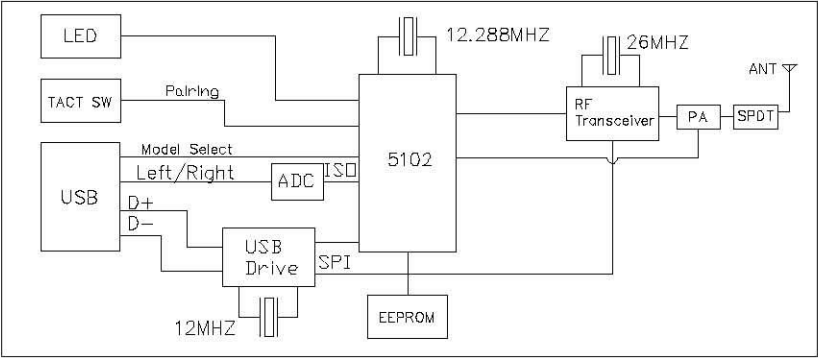 LED
12.288MHZ
26MHZ
ANT
TACT SW
Pairing
RF
Transceiver
PA
SPDT
Model Select
5102
Left/Right
ADC
ISO
USB
D+
D-
USB
Drive
SPI
12MHZ
EEPROM